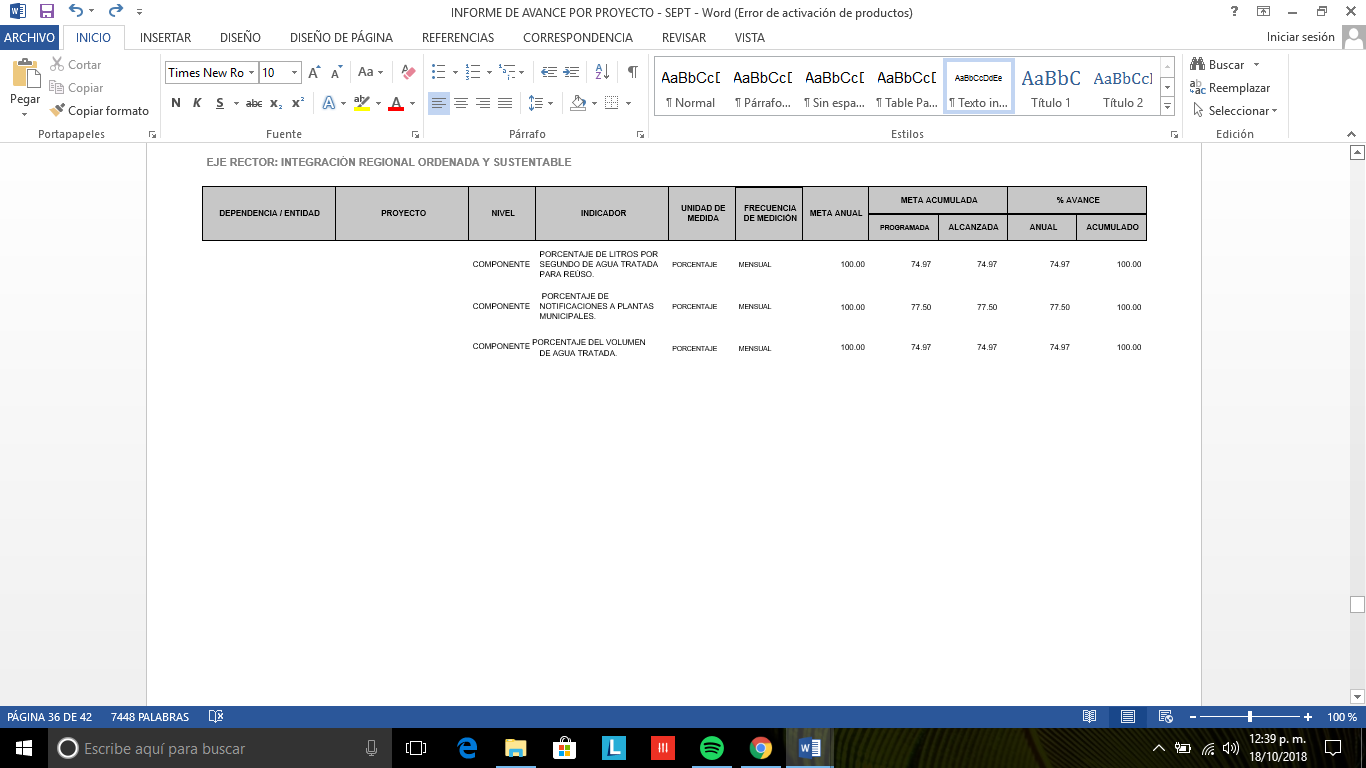 INFORME DE AVANCE POR PROYECTO - SEPT - Word (Error de activación de productos)
ARCHIVO INICIO INSERTAR DISEÑO DISEÑO DE PÁGINA REFERENCIAS CORRESPONDENCIA REVISAR VISTA Iniciar sesión
Pegar
Cortar
Copiar
Copiar formato
Portapapeles
Times New Ro 10
N K S abc x₂ x²
Fuente
Párrafo
AaBbCcD AaBbCcD AaBbCcD AaBbCcD AaBbCcDdEe AaBbC AaBbCcI
¶ Normal ¶ Párrafo... ¶ Sin espa... ¶ Table Pa... ¶ Texto in... Título 1 Título 2
Estilos
Buscar
Reemplazar
Seleccionar
Edición
EJE RECTOR: INTEGRACIÓN REGIONAL ORDENADA Y SUSTENTABLE
DEPENDENCIA / ENTIDAD PROYECTO NIVEL INDICADOR UNIDAD DE MEDIDA FRECUENCIA DE MEDICIÓN META ANUAL META ACUMULADA % AVANCE
PROGRAMADA ALCANZADA ANUAL ACUMULADO
COMPONENTE PORCENTAJE DE LITROS POR SEGUNDO DE AGUA TRATADA PARA REÚSO. PORCENTAJE MENSUAL 100.00 74.97 74.97 74.97 100.00
COMPONENTE PORCENTAJE DE NOTIFICACIONES A PLANTAS MUNICIPALES. PORCENTAJE MENSUAL 100.00 77.50 77.50 77.50 100.00
COMPONENTE PORCENTAJE DEL VOLUMEN DE AGUA TRATADA. PORCENTAJE MENSUAL 100.00 74.97 74.97 74.97 100.00
PÁGINA 36 DE 42 7448 PALABRAS 100 %
Escribe aquí para buscar
12:39 p. m.
18/10/2018